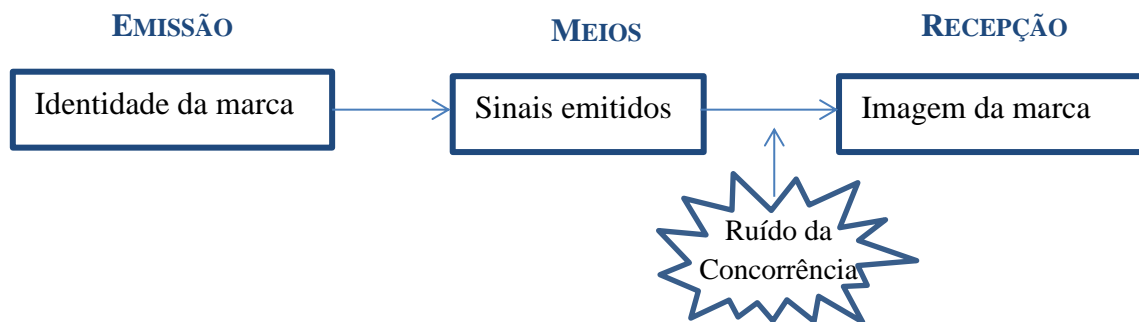 EMISSÃO
MEIOS
RECEPÇÃO
Identidade da marca
Sinais emitidos
Imagem da marca
Ruído da
Concorrência